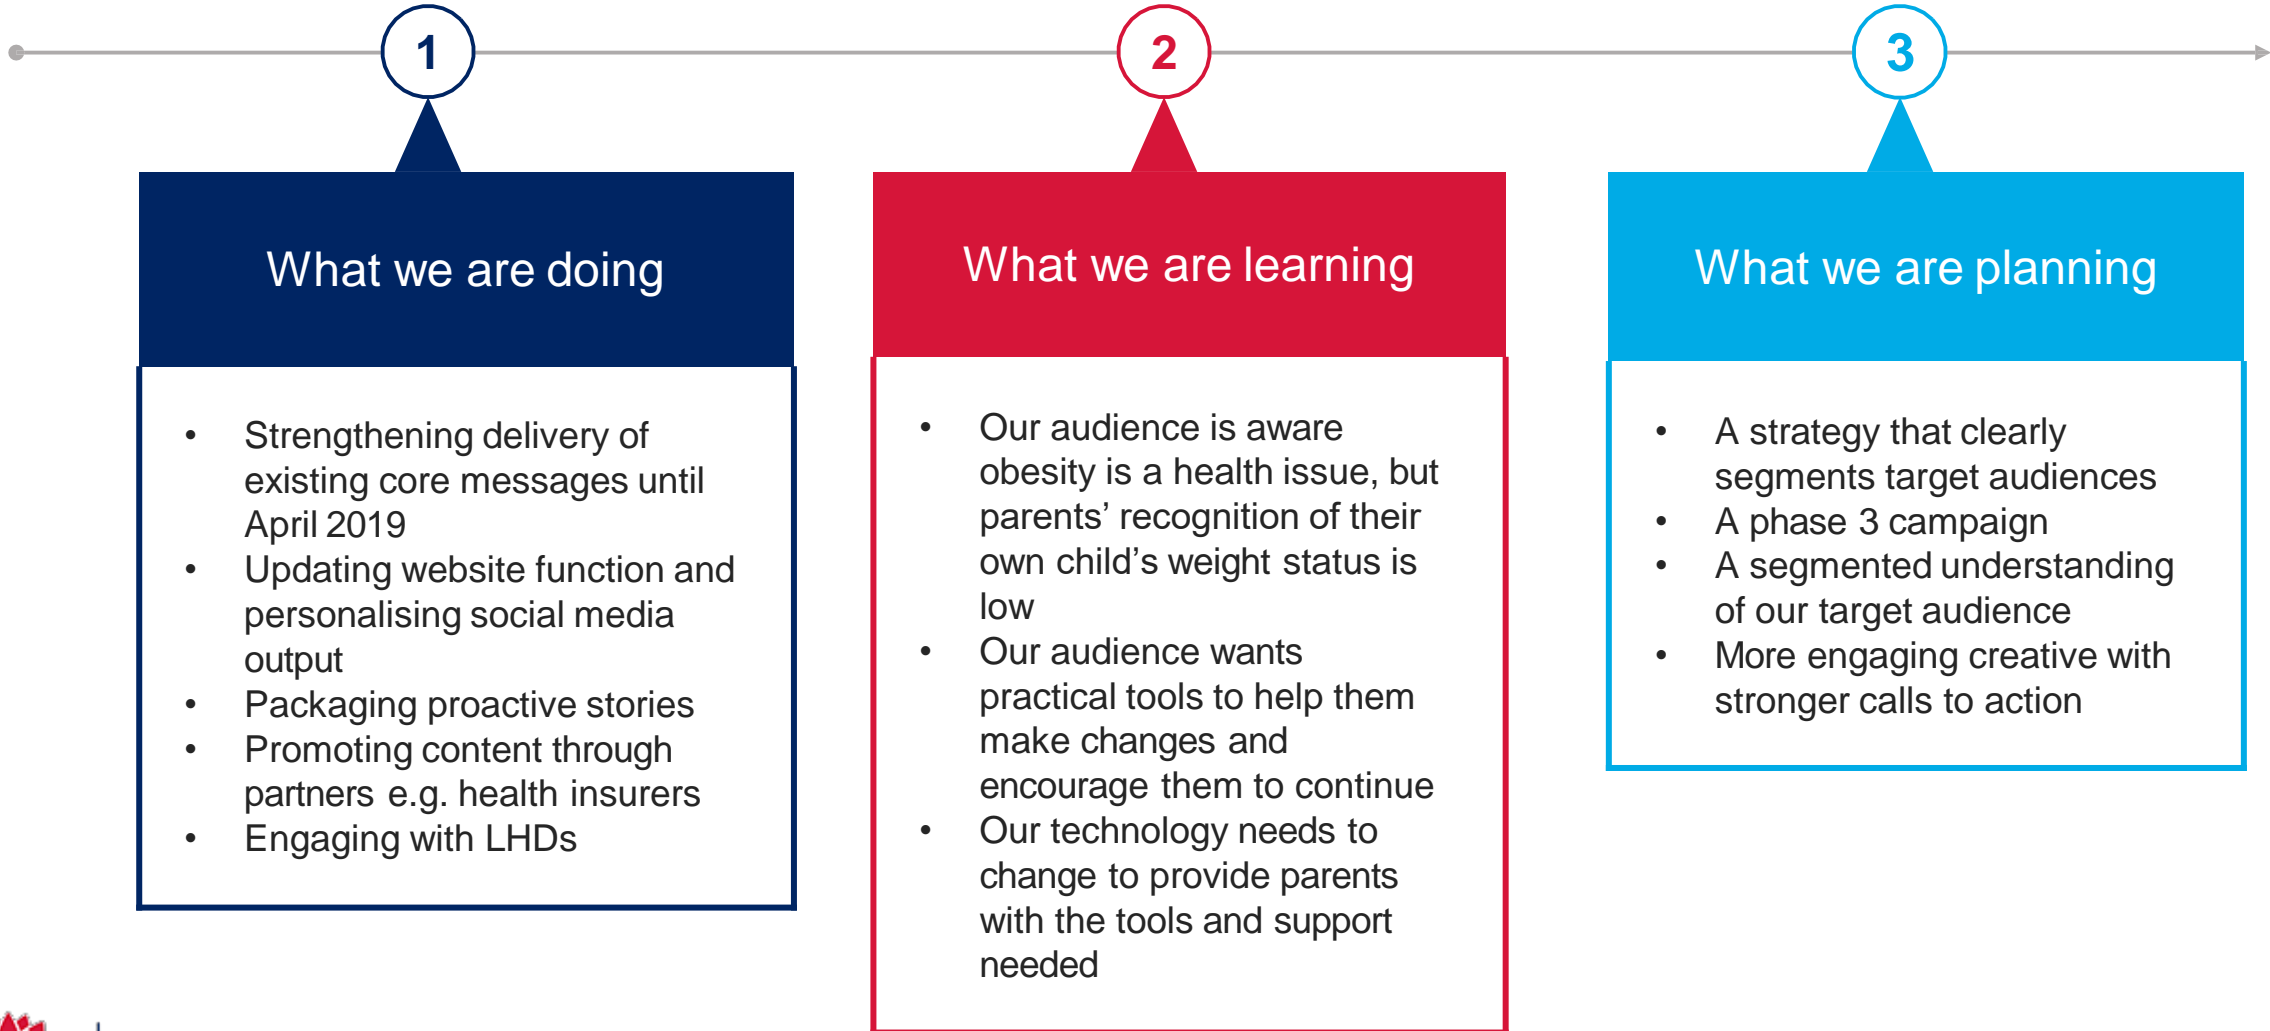 1
2
3
What we are doing
• Strengthening delivery of
existing core messages until
April 2019
• Updating website function and
personalising social media
output
• Packaging proactive stories
• Promoting content through
partners e.g. health insurers
• Engaging with LHDs
What we are learning
• Our audience is aware
obesity is a health issue, but
parents’ recognition of their
own child’s weight status is
low
• Our audience wants
practical tools to help them
make changes and
encourage them to continue
• Our technology needs to
change to provide parents
with the tools and support
needed
What we are planning
• A strategy that clearly
segments target audiences
• A phase 3 campaign
• A segmented understanding
of our target audience
• More engaging creative with
stronger calls to action